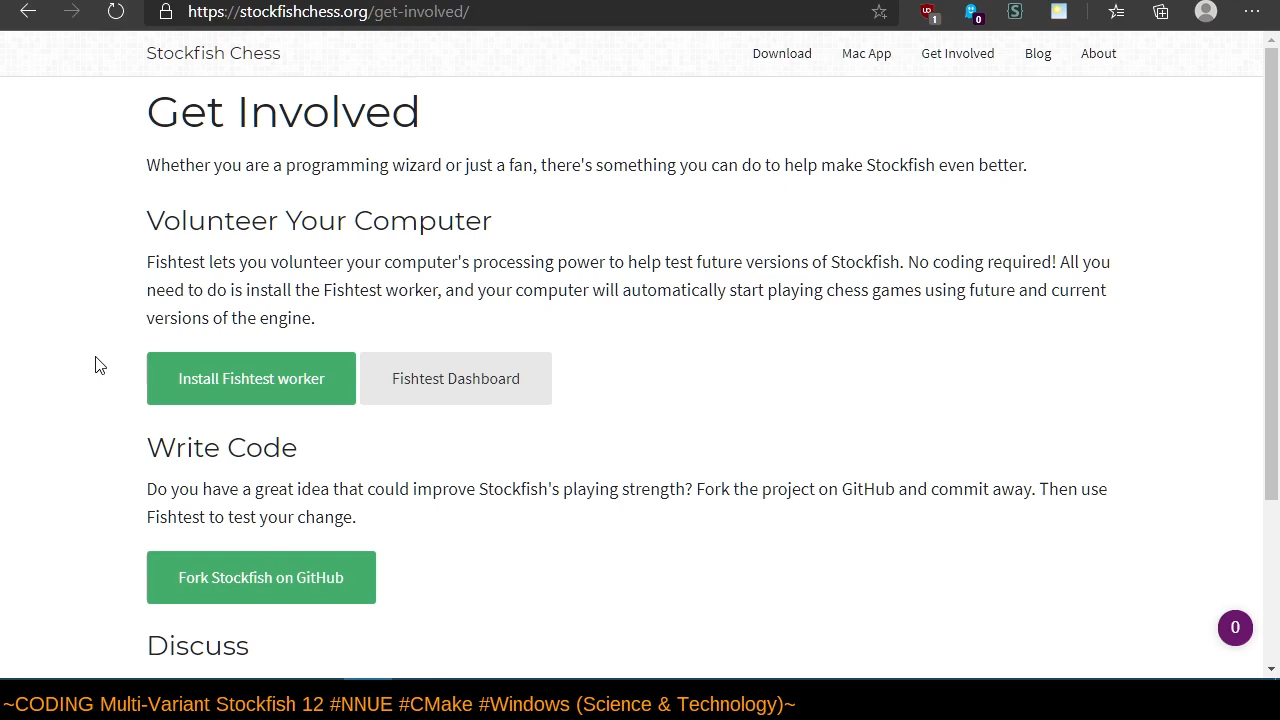 https://stockfishchess.org/get-involved/
1
0
Stockfish Chess
Download
Mac App
Get Involved
Blog
About
Get Involved
Whether you are a programming wizard or just a fan, there's something you can do to help make Stockfish even better.
Volunteer Your Computer
Fishtest lets you volunteer your computer's processing power to help test future versions of Stockfish. No coding required! All you
need to do is install the Fishtest worker, and your computer will automatically start playing chess games using future and current
versions of the engine.
Install Fishtest worker
Fishtest Dashboard
Write Code
Do you have a great idea that could improve Stockfish's playing strength? Fork the project on GitHub and commit away. Then use
Fishtest to test your change.
Fork Stockfish on GitHub
0
Discuss
~CODING Multi-Variant Stockfish 12 #NNUE #CMake #Windows (Science & Technology)~